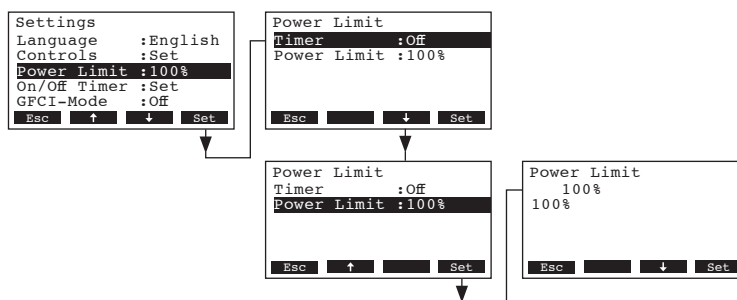 Settings
Language :English
Controls :Set
Power Limit :100%
On/Off Timer :Set
GFCI-Mode :Off
Esc ↑ ↓ Set
Power Limit
Timer :Off
Power Limit :100%
Esc ↓ Set
Power Limit
Timer :Off
Power Limit :100%
Esc ↑ Set
Power Limit
100%
100%
Esc ↓ Set